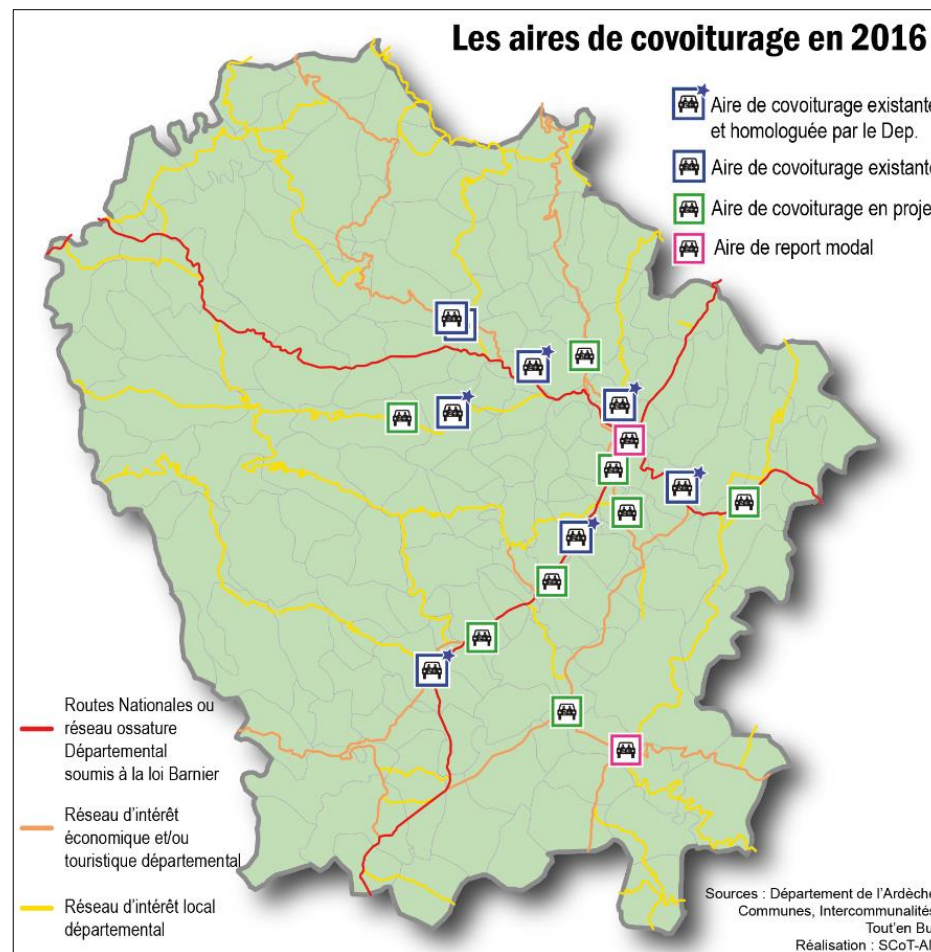 Les aires de covoiturage en 2016
Aire de covoiturage existante
et homologuée par le Dep.
Aire de covoiturage existante
Aire de covoiturage en proje
Aire de report modal
Routes Nationales ou
réseau ossature
Départemental
soumis à la loi Barnier
Réseau d'intérêt
économique et/ou
touristique départemental
Réseau d'intérêt local
départemental
Sources : Département de l'Ardèche
Communes, Intercommunalités
Tout'en Bu
Réalisation : SCoT-A